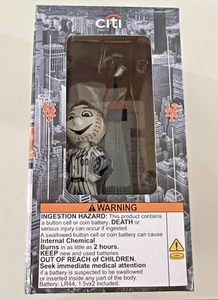 citi
WARNING
INGESTION HAZARD: This product contains
a button cell or coin battery. DEATH or
serious injury can occur if ingested.
A swallowed button cell or coin battery can cause
Internal Chemical
Burns in as little as 2 hours.
KEEP new and used batteries
OUT OF REACH OF CHILDREN.
Seek immediate medical attention
if a battery is suspected to be swallowed
or inserted inside any part of the body.
Battery: LR44, 1.5vx2 included.